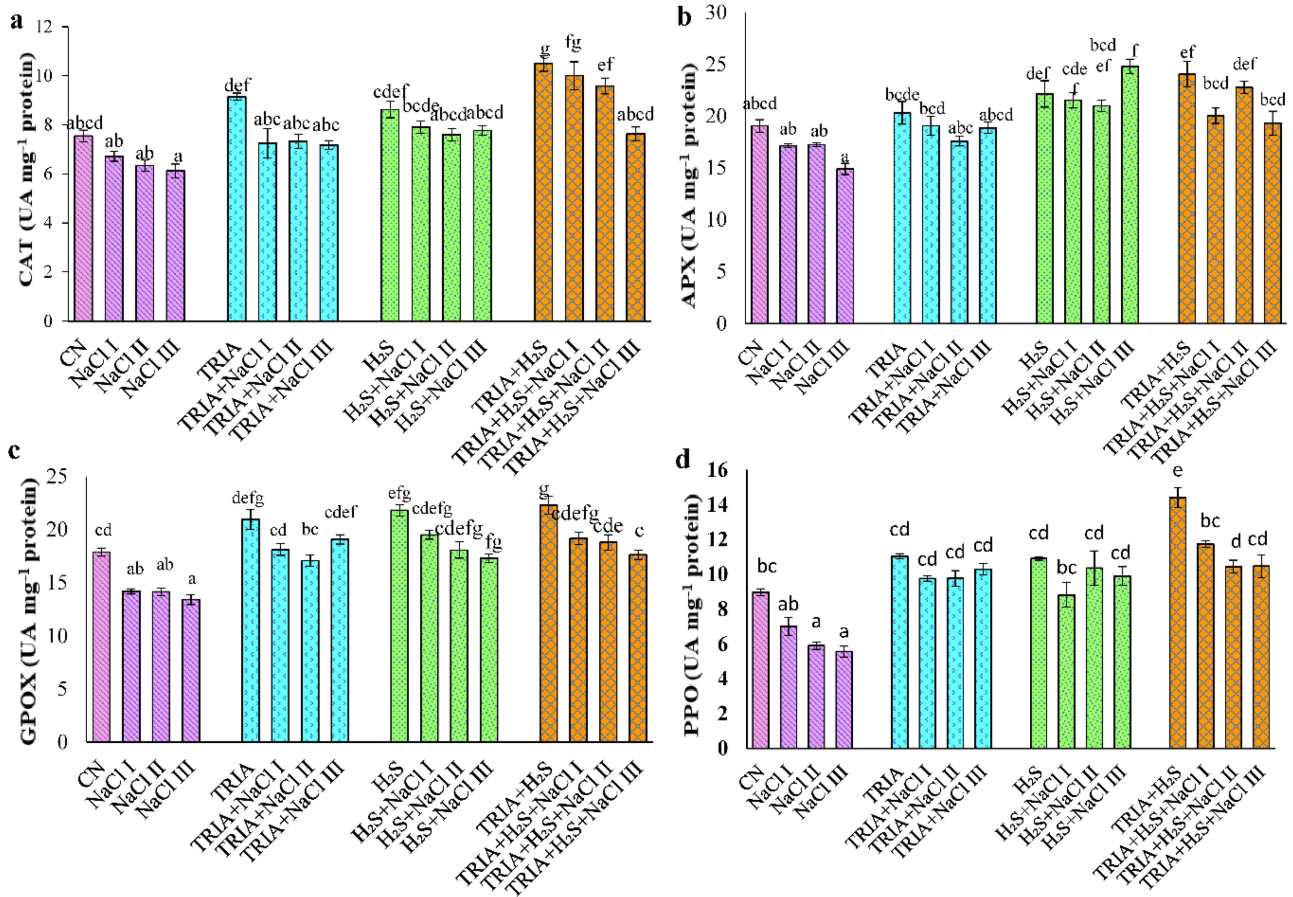 a
CAT (UA mg⁻¹ protein)
12
10
8
6
4
2
0
abcd
ab
ab
a
def
abc
abc
abc
cdef
bcde
abcd
abcd
g
fg
ef
abcd
CN
NaCl I
NaCl II
NaCl III
TRIA
TRIA+NaCl I
TRIA+NaCl II
TRIA+NaCl III
H₂S
H₂S+NaCl I
H₂S+NaCl II
H₂S+NaCl III
TRIA+H₂S
TRIA+H₂S+NaCl I
TRIA+H₂S+NaCl II
TRIA+H₂S+NaCl III
b
APX (UA mg⁻¹ protein)
30
25
20
15
10
5
0
abcd
ab
ab
a
bcde
bcd
abc
abcd
def
cde
f
bcd
ef
f
ef
bcd
def
bcd
CN
NaCl I
NaCl II
NaCl III
TRIA
TRIA+NaCl I
TRIA+NaCl II
TRIA+NaCl III
H₂S
H₂S+NaCl I
H₂S+NaCl II
H₂S+NaCl III
TRIA+H₂S
TRIA+H₂S+NaCl I
TRIA+H₂S+NaCl II
TRIA+H₂S+NaCl III
c
GPOX (UA mg⁻¹ protein)
25
20
15
10
5
0
cd
ab
ab
a
defg
cd
bc
cdef
efg
cdefg
cdefg
fg
g
cdefg
cde
c
CN
NaCl I
NaCl II
NaCl III
TRIA
TRIA+NaCl I
TRIA+NaCl II
TRIA+NaCl III
H₂S
H₂S+NaCl I
H₂S+NaCl II
H₂S+NaCl III
TRIA+H₂S
TRIA+H₂S+NaCl I
TRIA+H₂S+NaCl II
TRIA+H₂S+NaCl III
d
PPO (UA mg⁻¹ protein)
16
14
12
10
8
6
4
2
0
bc
ab
a
a
cd
cd
cd
cd
cd
bc
cd
cd
e
bc
d
cd
CN
NaCl I
NaCl II
NaCl III
TRIA
TRIA+NaCl I
TRIA+NaCl II
TRIA+NaCl III
H₂S
H₂S+NaCl I
H₂S+NaCl II
H₂S+NaCl III
TRIA+H₂S
TRIA+H₂S+NaCl I
TRIA+H₂S+NaCl II
TRIA+H₂S+NaCl III